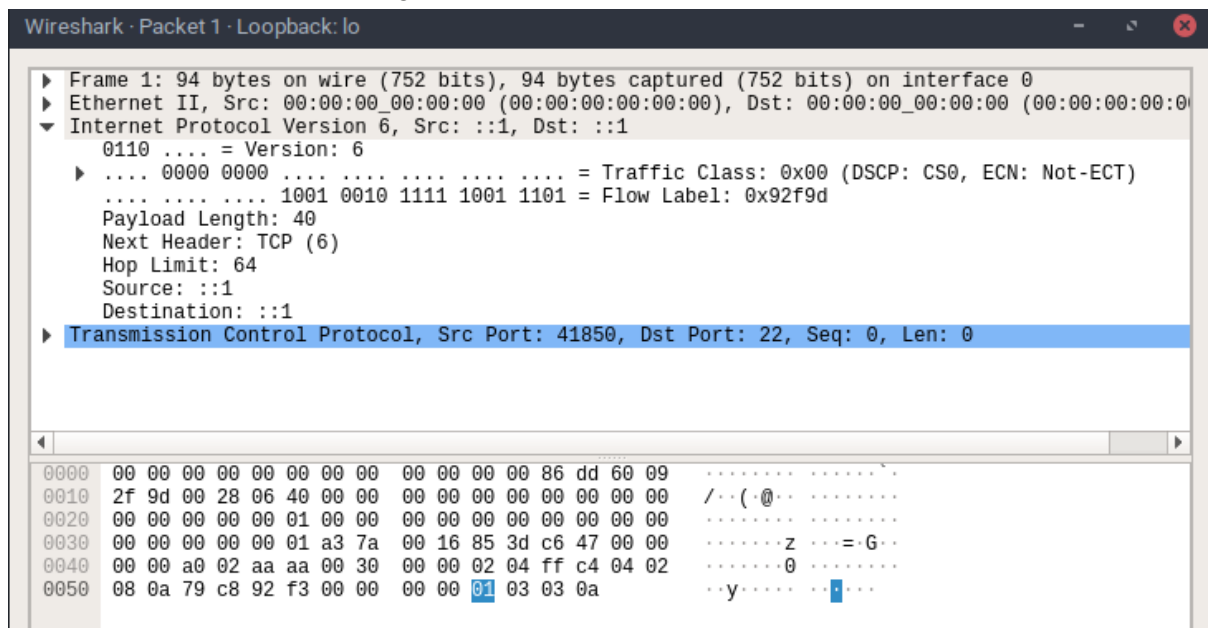 Wireshark · Packet 1 · Loopback: lo
Frame 1: 94 bytes on wire (752 bits), 94 bytes captured (752 bits) on interface 0
Ethernet II, Src: 00:00:00_00:00:00 (00:00:00:00:00:00), Dst: 00:00:00_00:00:00 (00:00:00:00:0
Internet Protocol Version 6, Src: ::1, Dst: ::1
0110 .... = Version: 6
.... 0000 0000 .... .... .... .... .... = Traffic Class: 0x00 (DSCP: CS0, ECN: Not-ECT)
.... .... .... 1001 0010 1111 1001 1101 = Flow Label: 0x92f9d
Payload Length: 40
Next Header: TCP (6)
Hop Limit: 64
Source: ::1
Destination: ::1
Transmission Control Protocol, Src Port: 41850, Dst Port: 22, Seq: 0, Len: 0
0000 00 00 00 00 00 00 00 00 00 00 00 00 86 dd 60 09 ········ ······`·
0010 2f 9d 00 28 06 40 00 00 00 00 00 00 00 00 00 00 /··(·@·· ········
0020 00 00 00 00 00 01 00 00 00 00 00 00 00 00 00 00 ········ ········
0030 00 00 00 00 00 01 a3 7a 00 16 85 3d c6 47 00 00 ·······z ···=·G··
0040 00 00 a0 02 aa aa 00 30 00 00 02 04 ff c4 04 02 ·······0 ········
0050 08 0a 79 c8 92 f3 00 00 00 00 01 03 03 0a ··y····· ······